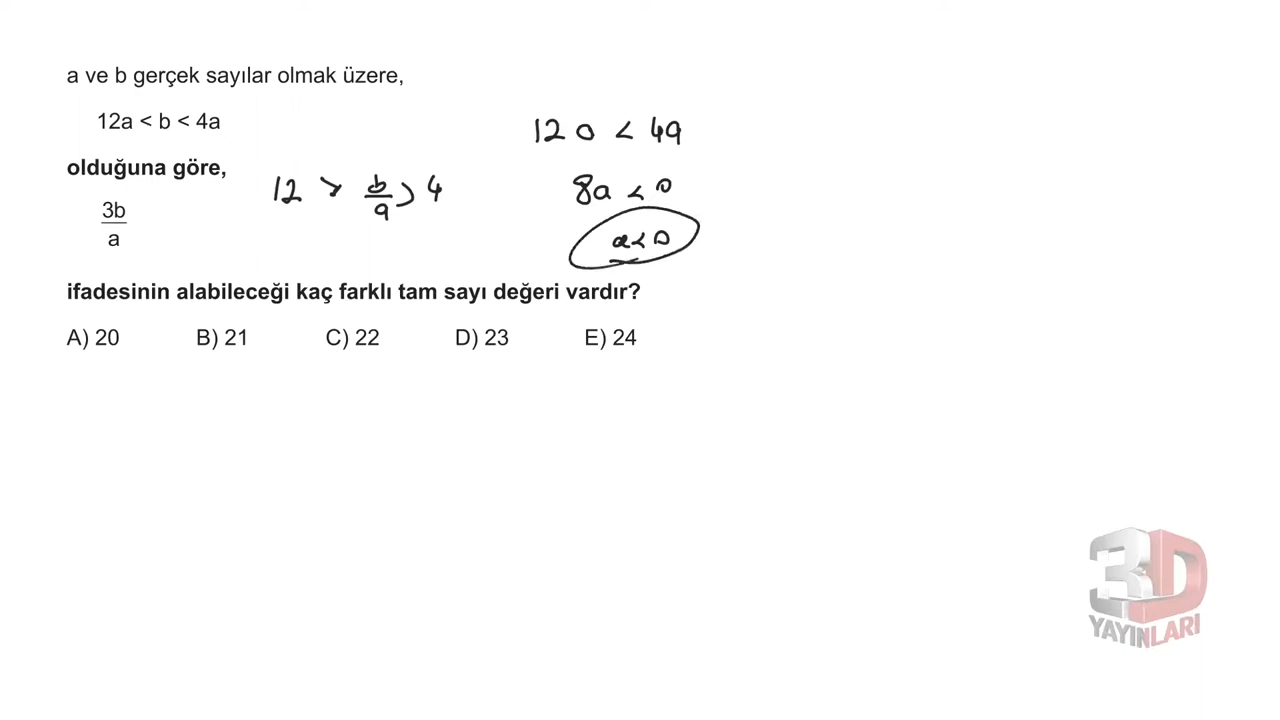 a ve b gerçek sayılar olmak üzere,
12a < b < 4a
12a < 4a
olduğuna göre,
12 > b/a > 4
8a < 0
3b/a
a < 0
ifadesinin alabileceği kaç farklı tam sayı değeri vardır?
A) 20 B) 21 C) 22 D) 23 E) 24
3D
YAYINLARI